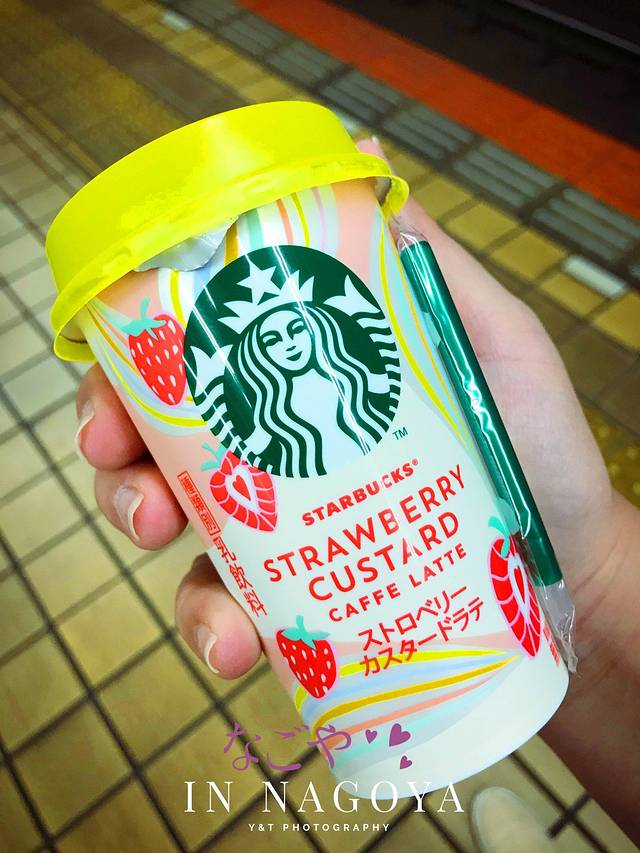 STARBUCKS®
STRAWBERRY
CUSTARD
CAFFE LATTE
ストロベリー
カスタードラテ
TM
なごや
IN NAGOYA
Y&T PHOTOGRAPHY